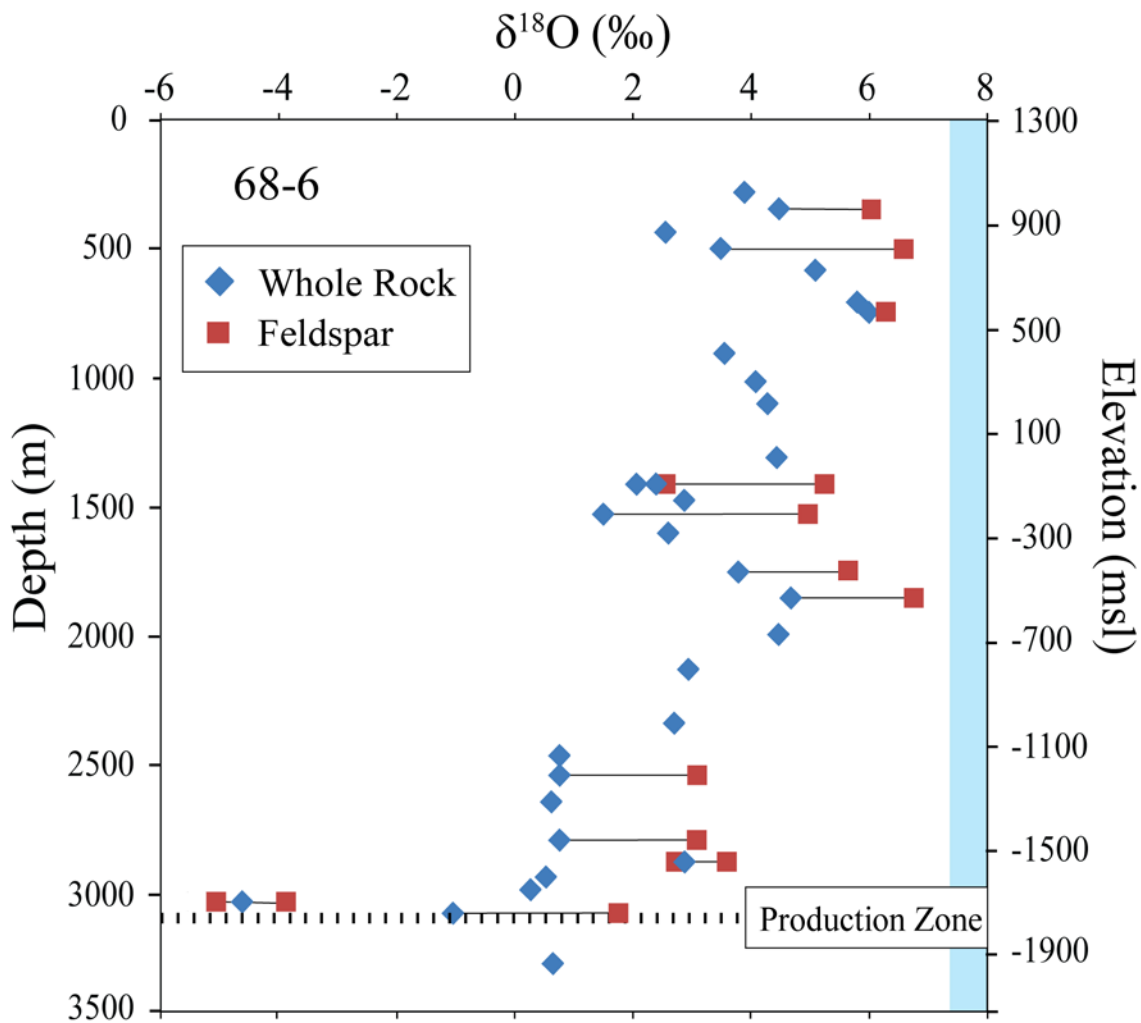 δ¹⁸O (‰)
-6 -4 -2 0 2 4 6 8
68-6
Whole Rock
Feldspar
Depth (m)
0
500
1000
1500
2000
2500
3000
3500
Elevation (msl)
1300
900
500
100
-300
-700
-1100
-1500
-1900
Production Zone